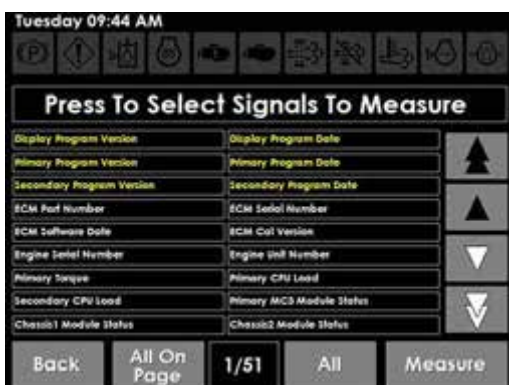 Tuesday 09:44 AM
Press To Select Signals To Measure
Display Program Version Display Program Date
Primary Program Version Primary Program Date
Secondary Program Version Secondary Program Date
ECM Part Number ECM Serial Number
ECM Software Date ECM Cal Version
Engine Serial Number Engine Unit Number
Primary Torque Primary CPU Load
Secondary CPU Load Primary MC3 Module Status
Chassis1 Module Status Chassis2 Module Status
Back All On Page 1/51 All Measure